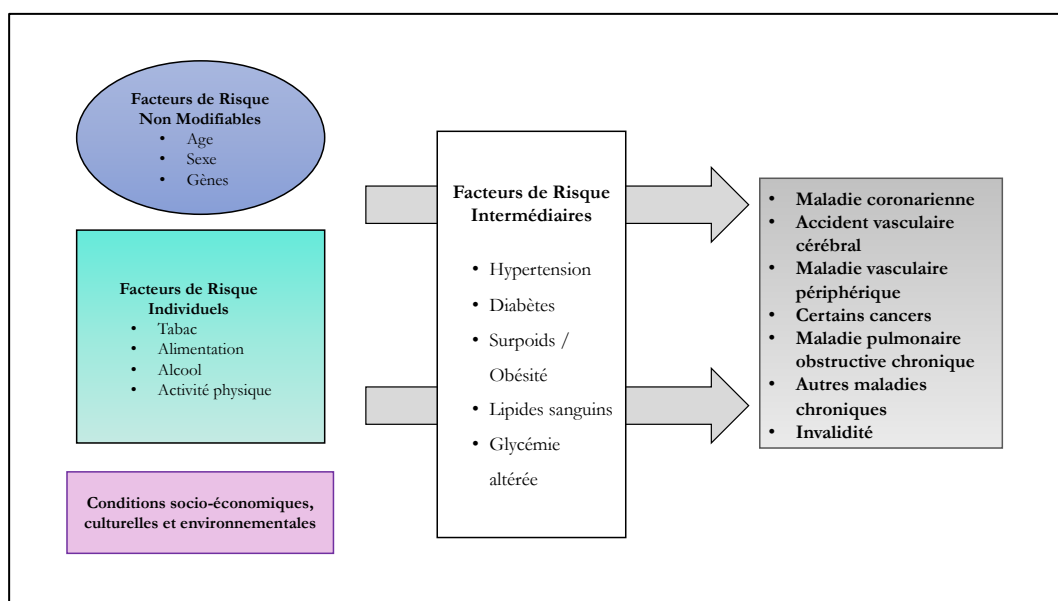 Facteurs de Risque
Non Modifiables
• Age
• Sexe
• Gènes
Facteurs de Risque
Individuels
• Tabac
• Alimentation
• Alcool
• Activité physique
Conditions socio-économiques,
culturelles et environnementales
Facteurs de Risque
Intermédiaires
• Hypertension
• Diabètes
• Surpoids /
Obésité
• Lipides sanguins
• Glycémie
altérée
• Maladie coronarienne
• Accident vasculaire
cérébral
• Maladie vasculaire
périphérique
• Certains cancers
• Maladie pulmonaire
obstructive chronique
• Autres maladies
chroniques
• Invalidité